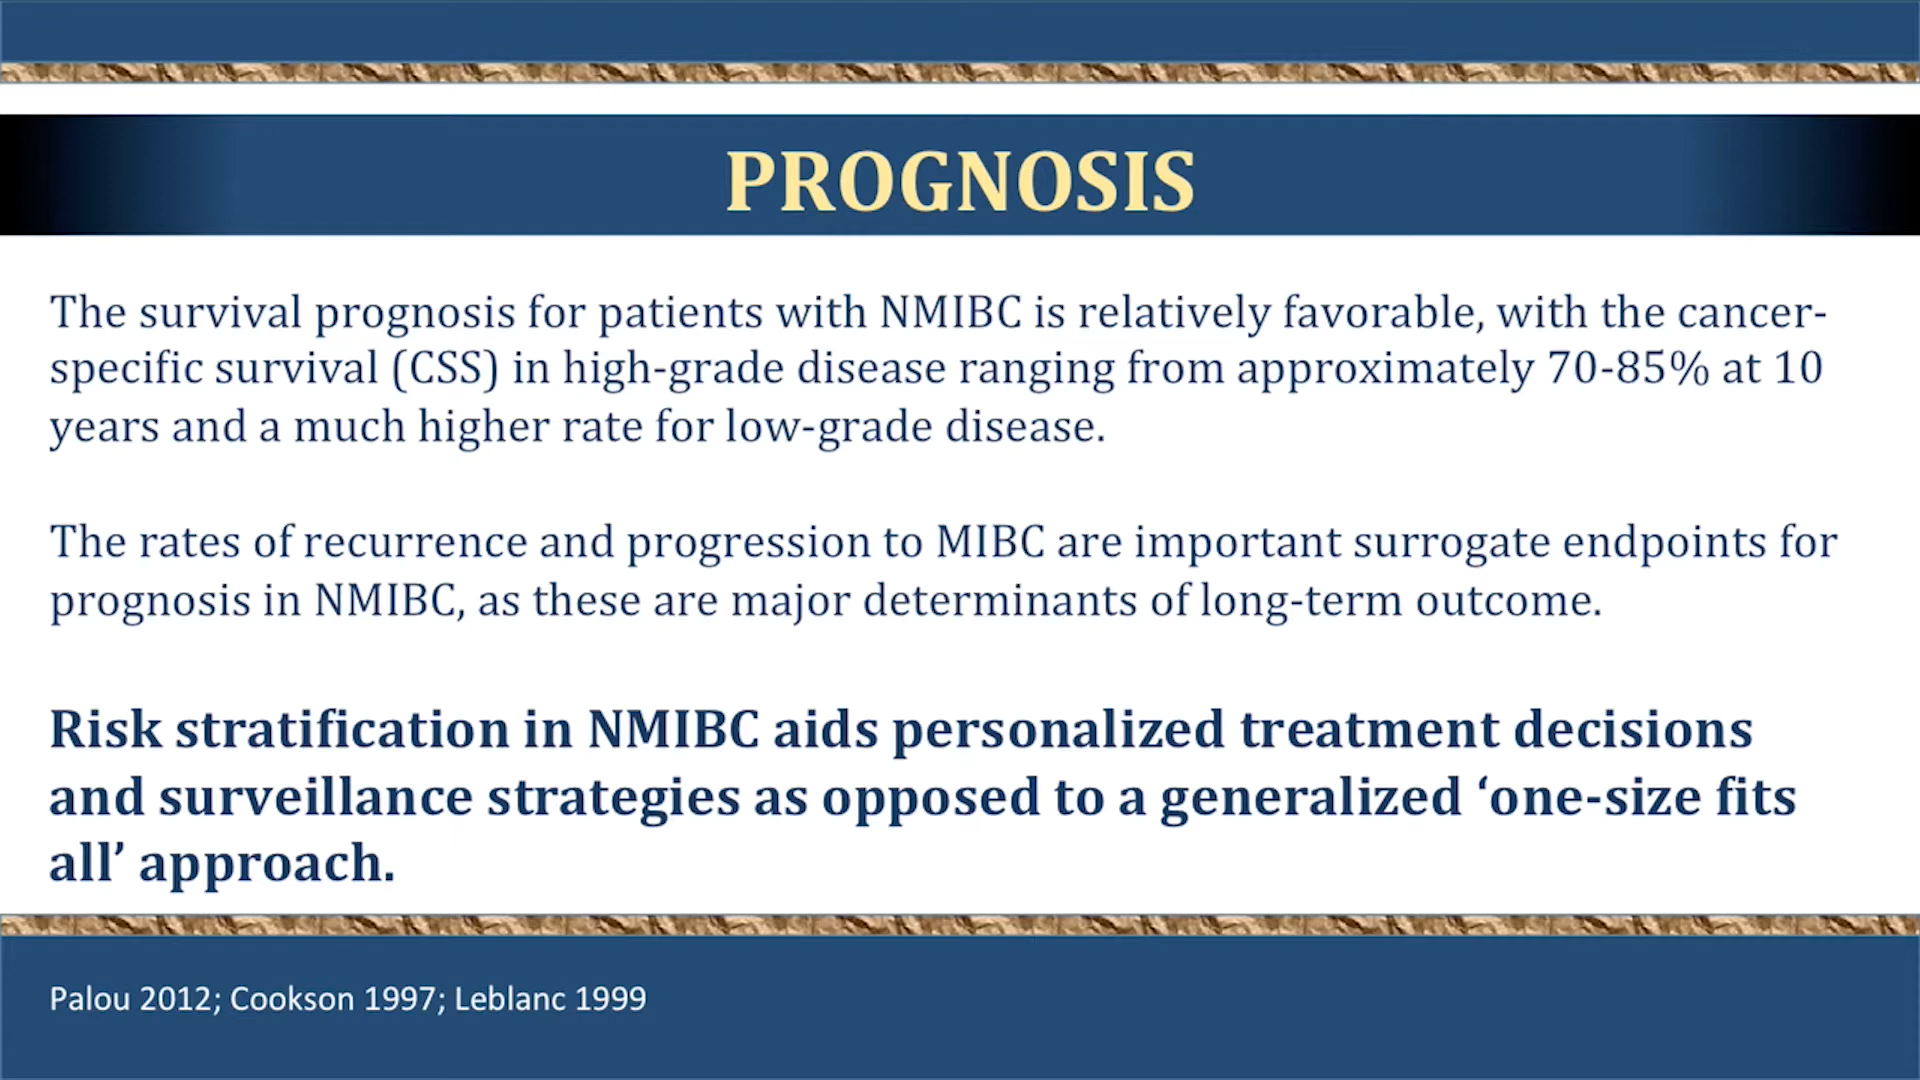 PROGNOSIS
The survival prognosis for patients with NMIBC is relatively favorable, with the cancer-
specific survival (CSS) in high-grade disease ranging from approximately 70-85% at 10
years and a much higher rate for low-grade disease.
The rates of recurrence and progression to MIBC are important surrogate endpoints for
prognosis in NMIBC, as these are major determinants of long-term outcome.
Risk stratification in NMIBC aids personalized treatment decisions
and surveillance strategies as opposed to a generalized ‘one-size fits
all’ approach.
Palou 2012; Cookson 1997; Leblanc 1999